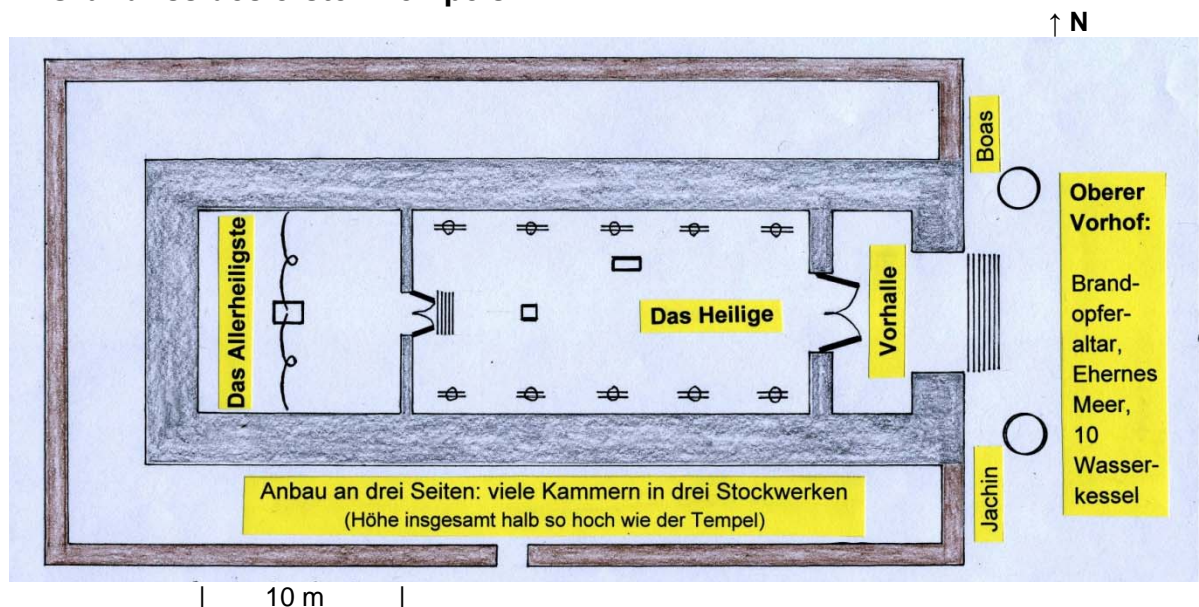 ↑ N
Boas
Oberer
Vorhof:
Brand-
opfer-
altar,
Ehernes
Meer,
10
Wasser-
kessel
Das Allerheiligste
Das Heilige
Vorhalle
Jachin
Anbau an drei Seiten: viele Kammern in drei Stockwerken
(Höhe insgesamt halb so hoch wie der Tempel)
| 10 m |